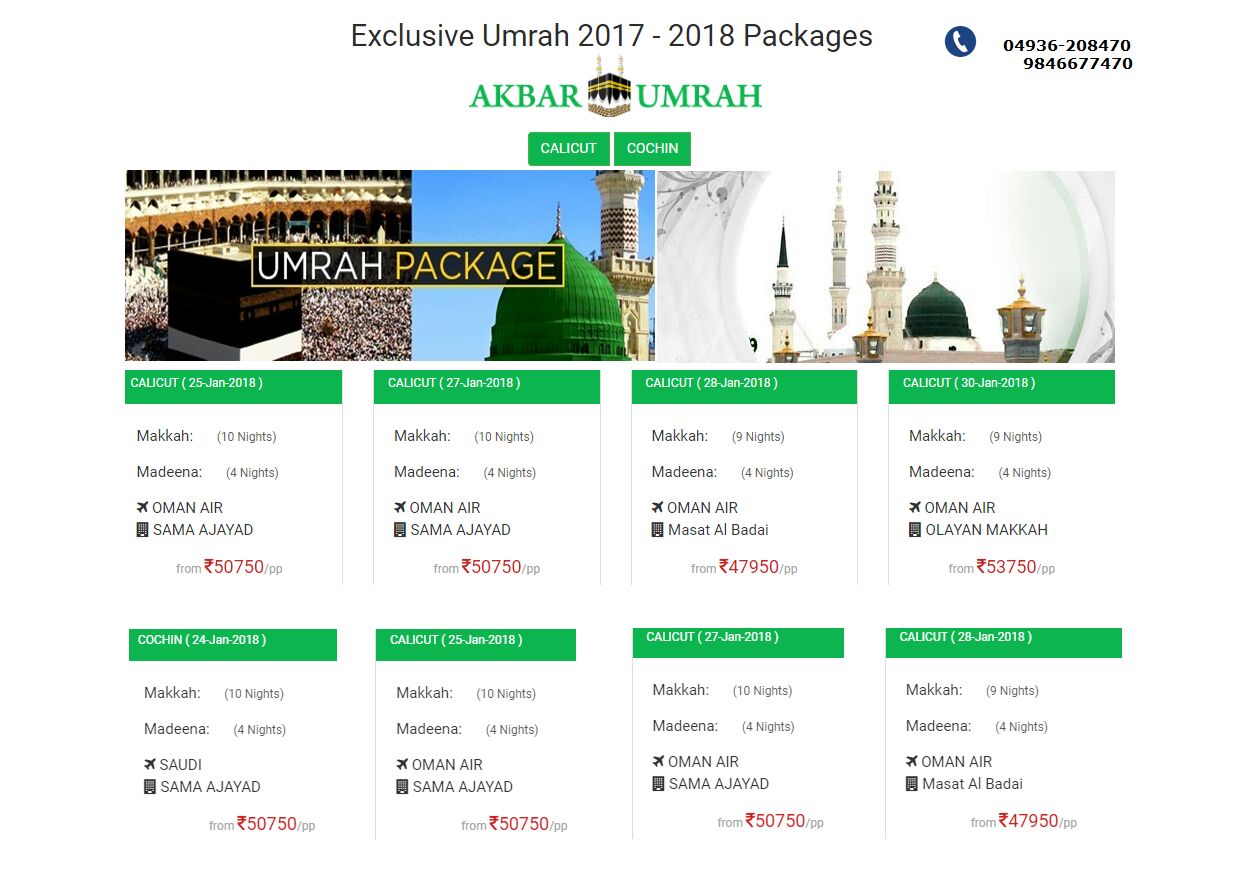 Exclusive Umrah 2017 - 2018 Packages
04936-208470
9846677470
AKBAR UMRAH
CALICUT COCHIN
UMRAH PACKAGE
CALICUT ( 25-Jan-2018 )
Makkah: (10 Nights)
Madeena: (4 Nights)
OMAN AIR
SAMA AJAYAD
from ₹50750/pp
CALICUT ( 27-Jan-2018 )
Makkah: (10 Nights)
Madeena: (4 Nights)
OMAN AIR
SAMA AJAYAD
from ₹50750/pp
CALICUT ( 28-Jan-2018 )
Makkah: (9 Nights)
Madeena: (4 Nights)
OMAN AIR
Masat Al Badai
from ₹47950/pp
CALICUT ( 30-Jan-2018 )
Makkah: (9 Nights)
Madeena: (4 Nights)
OMAN AIR
OLAYAN MAKKAH
from ₹53750/pp
COCHIN ( 24-Jan-2018 )
Makkah: (10 Nights)
Madeena: (4 Nights)
SAUDI
SAMA AJAYAD
from ₹50750/pp
CALICUT ( 25-Jan-2018 )
Makkah: (10 Nights)
Madeena: (4 Nights)
OMAN AIR
SAMA AJAYAD
from ₹50750/pp
CALICUT ( 27-Jan-2018 )
Makkah: (10 Nights)
Madeena: (4 Nights)
OMAN AIR
SAMA AJAYAD
from ₹50750/pp
CALICUT ( 28-Jan-2018 )
Makkah: (9 Nights)
Madeena: (4 Nights)
OMAN AIR
Masat Al Badai
from ₹47950/pp